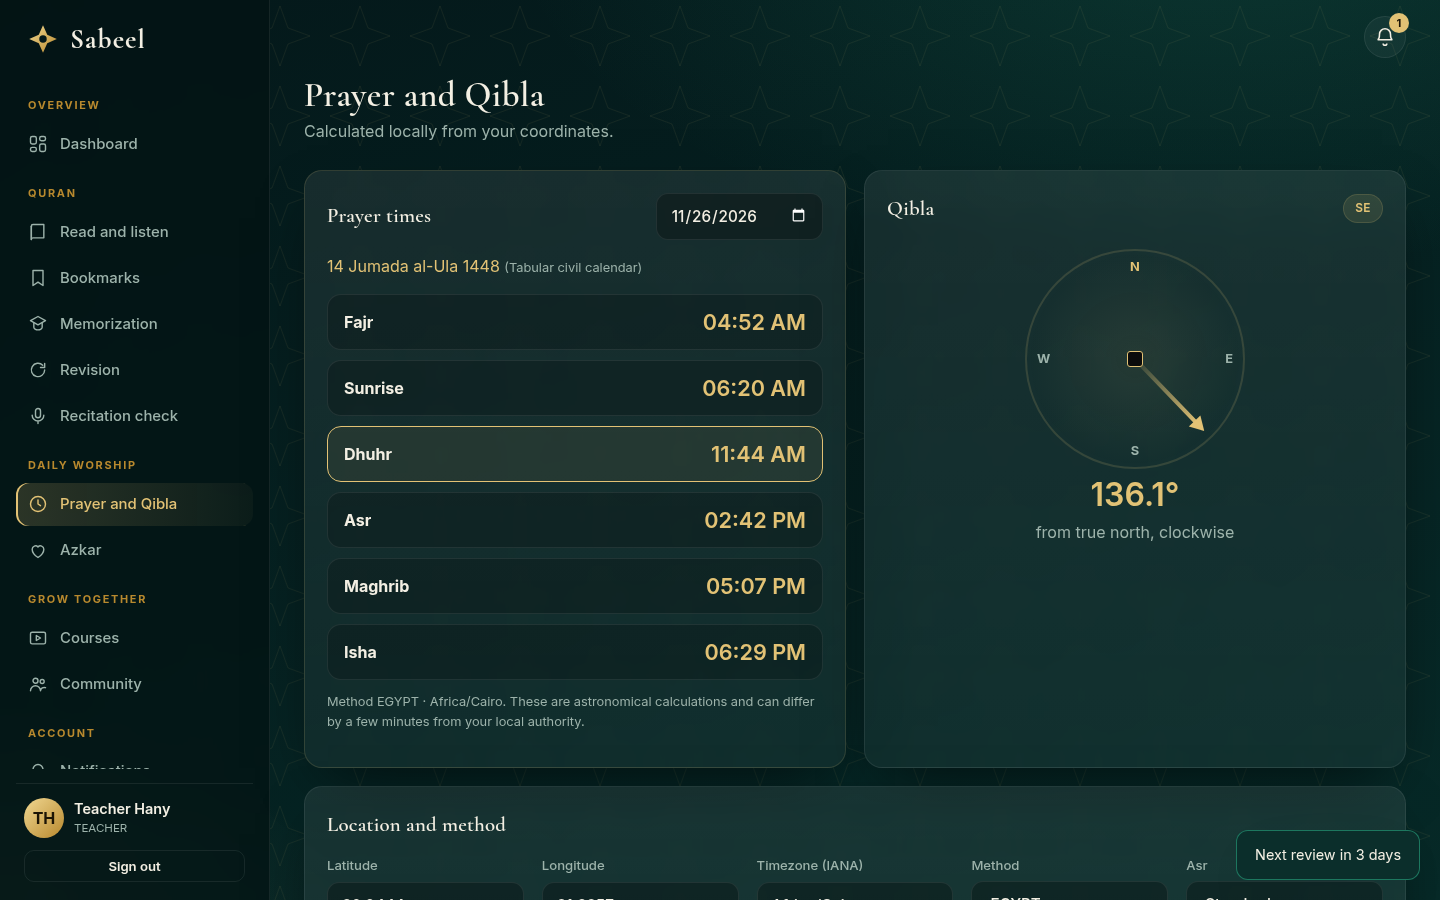 Sabeel
1
OVERVIEW
Dashboard
QURAN
Read and listen
Bookmarks
Memorization
Revision
Recitation check
DAILY WORSHIP
Prayer and Qibla
Azkar
GROW TOGETHER
Courses
Community
ACCOUNT
Notifications
TH
Teacher Hany
TEACHER
Sign out
Prayer and Qibla
Calculated locally from your coordinates.
Prayer times
11/26/2026
14 Jumada al-Ula 1448 (Tabular civil calendar)
Fajr 04:52 AM
Sunrise 06:20 AM
Dhuhr 11:44 AM
Asr 02:42 PM
Maghrib 05:07 PM
Isha 06:29 PM
Method EGYPT · Africa/Cairo. These are astronomical calculations and can differ
by a few minutes from your local authority.
Qibla
SE
N
W E
S
136.1°
from true north, clockwise
Location and method
Latitude Longitude Timezone (IANA) Method Asr
EGYPT
Next review in 3 days